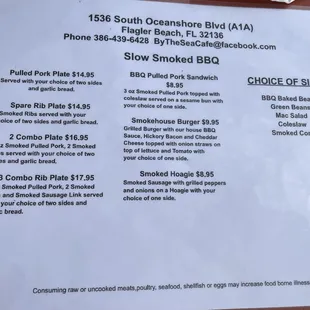 1536 South Oceanshore Blvd (A1A)
Flagler Beach, FL 32136
Phone 386-439-6428 ByTheSeaCafe@facebook.com
Slow Smoked BBQ
Pulled Pork Plate $14.95
Served with your choice of two sides
and garlic bread.
Spare Rib Plate $14.95
Smoked Ribs served with your
choice of two sides and garlic bread.
2 Combo Plate $16.95
oz Smoked Pulled Pork, 2 Smoked
es served with your choice of two
es and garlic bread.
3 Combo Rib Plate $17.95
Smoked Pulled Pork, 2 Smoked
and Smoked Sausage Link served
your choice of two sides and
c bread.
BBQ Pulled Pork Sandwich
$8.95
3 oz Smoked Pulled Pork topped with
coleslaw served on a sesame bun with
your choice of one side.
Smokehouse Burger $9.95
Grilled Burger with our house BBQ
Sauce, Hickory Bacon and Cheddar
Cheese topped with onion straws on
top of lettuce and Tomato with
your choice of one side.
Smoked Hoagie $8.95
Smoked Sausage with grilled peppers
and onions on a Hoagie with your
choice of one side.
CHOICE OF SI
BBQ Baked Bea
Green Beans
Mac Salad
Coleslaw
Smoked Cos
Consuming raw or uncooked meats,poultry, seafood, shellfish or eggs may increase food borne illness